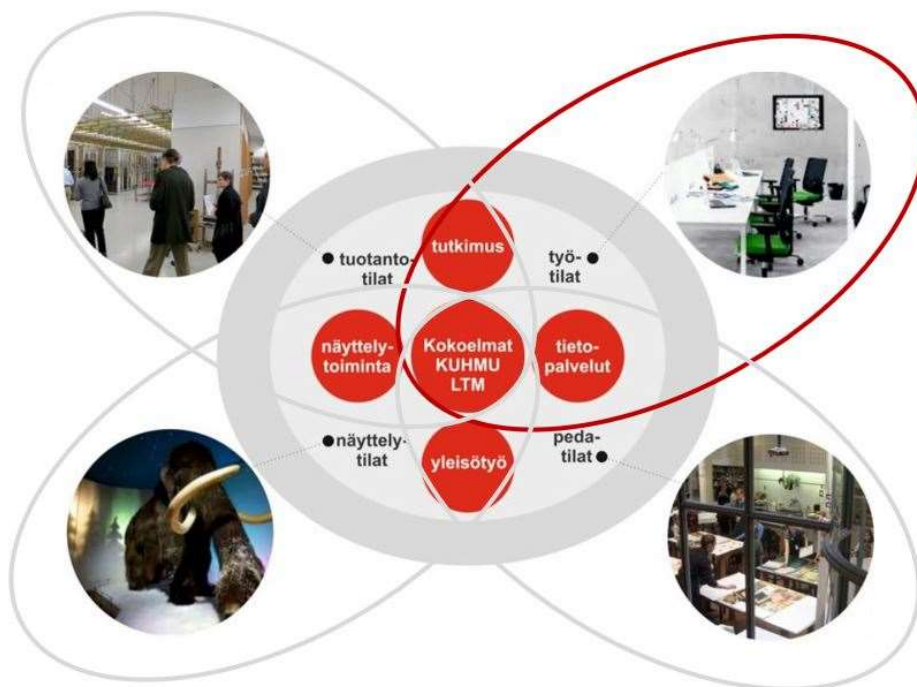 tutkimus
tuotanto-
tilat
työ-
tilat
näyttely-
toiminta
Kokoelmat
KUHMU
LTM
tieto-
palvelut
näyttely-
tilat
yleisötyö
peda-
tilat